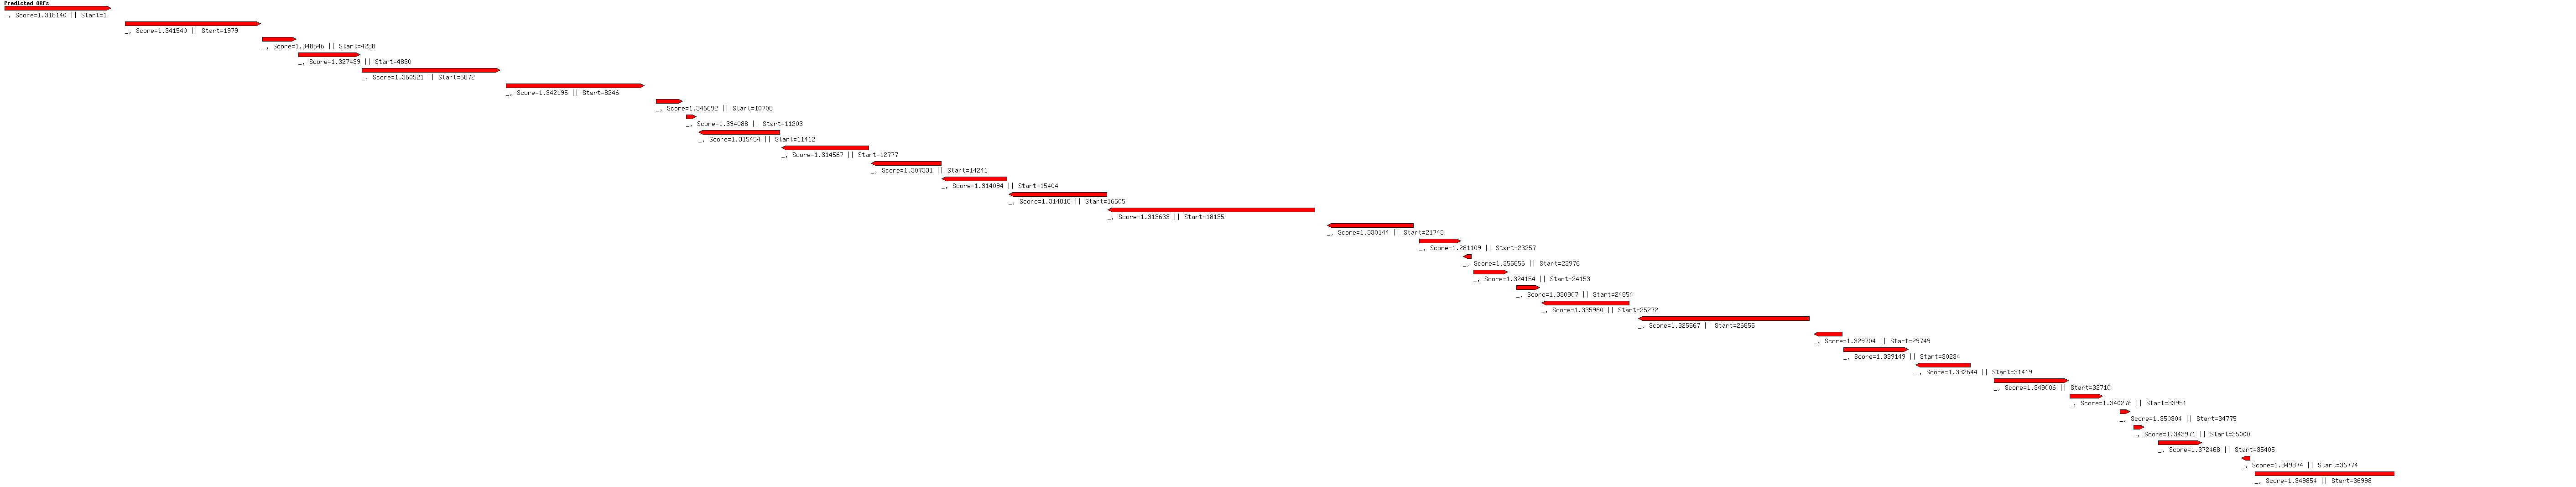 Predicted ORFs
_, Score=1.318140 || Start=1
_, Score=1.341540 || Start=1979
_, Score=1.348546 || Start=4238
_, Score=1.327439 || Start=4830
_, Score=1.360521 || Start=5872
_, Score=1.342195 || Start=8246
_, Score=1.346692 || Start=10708
_, Score=1.394088 || Start=11203
_, Score=1.315454 || Start=11412
_, Score=1.314567 || Start=12777
_, Score=1.307331 || Start=14241
_, Score=1.314094 || Start=15404
_, Score=1.314818 || Start=16505
_, Score=1.313633 || Start=18135
_, Score=1.330144 || Start=21743
_, Score=1.281109 || Start=23257
_, Score=1.355856 || Start=23976
_, Score=1.324154 || Start=24153
_, Score=1.330907 || Start=24854
_, Score=1.335960 || Start=25272
_, Score=1.325567 || Start=26855
_, Score=1.329704 || Start=29749
_, Score=1.339149 || Start=30234
_, Score=1.332644 || Start=31419
_, Score=1.349006 || Start=32710
_, Score=1.340276 || Start=33951
_, Score=1.350304 || Start=34775
_, Score=1.343971 || Start=35000
_, Score=1.372468 || Start=35405
_, Score=1.349874 || Start=36774
_, Score=1.349854 || Start=36998